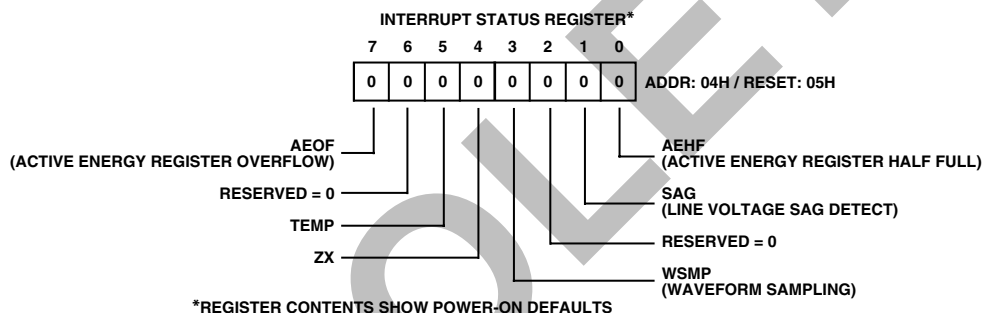 INTERRUPT STATUS REGISTER*
7 6 5 4 3 2 1 0
0 0 0 0 0 0 0 0 ADDR: 04H / RESET: 05H
AEOF
(ACTIVE ENERGY REGISTER OVERFLOW)
RESERVED = 0
TEMP
ZX
AEHF
(ACTIVE ENERGY REGISTER HALF FULL)
SAG
(LINE VOLTAGE SAG DETECT)
RESERVED = 0
WSMP
(WAVEFORM SAMPLING)
*REGISTER CONTENTS SHOW POWER-ON DEFAULTS
OLE